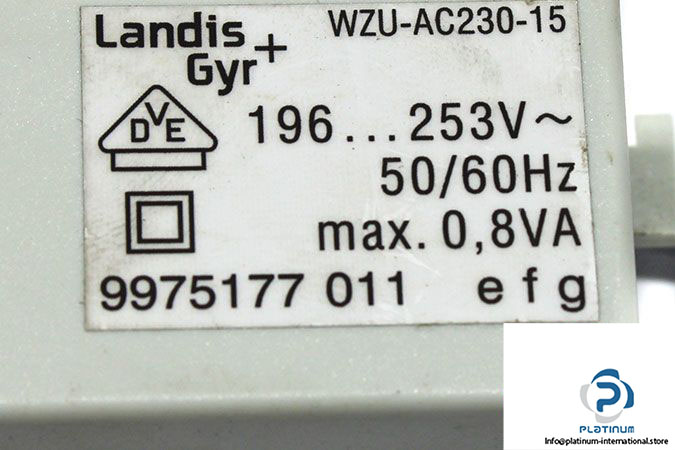 Landis
Gyr+
WZU-AC230-15
DVE
196...253V~
50/60Hz
max. 0,8VA
9975177 011 e f g
P
PLATINUM
Info@platinum-international.store